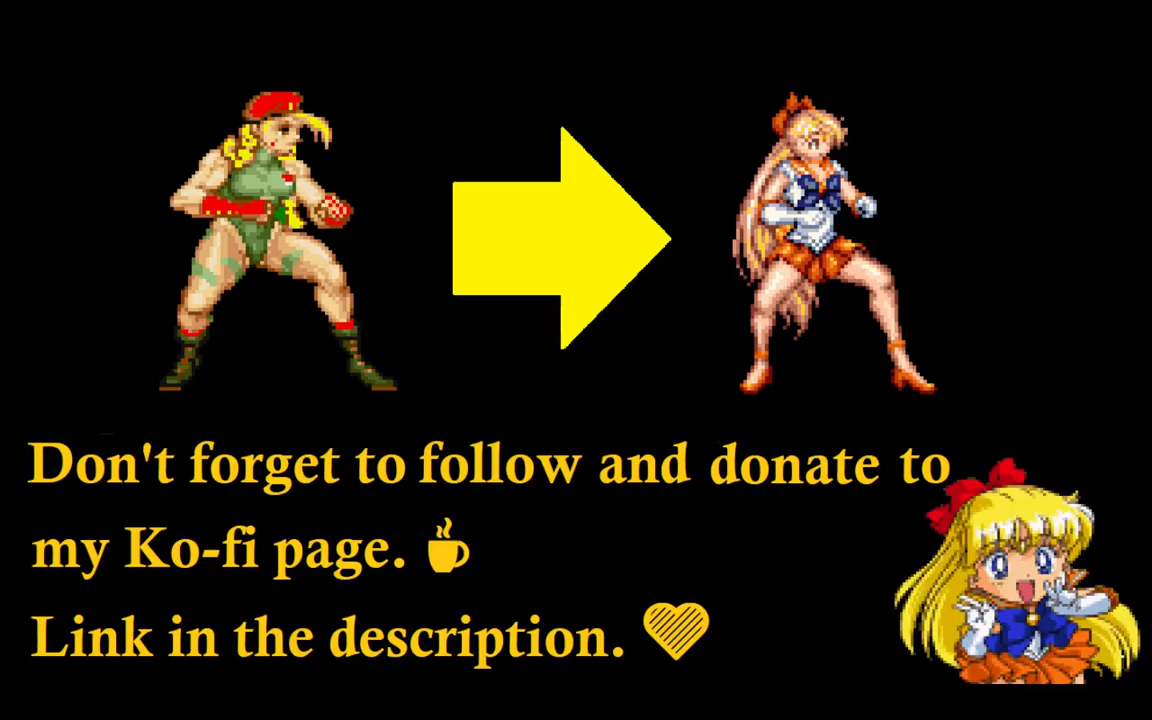 Don't forget to follow and donate to
my Ko-fi page.
Link in the description.